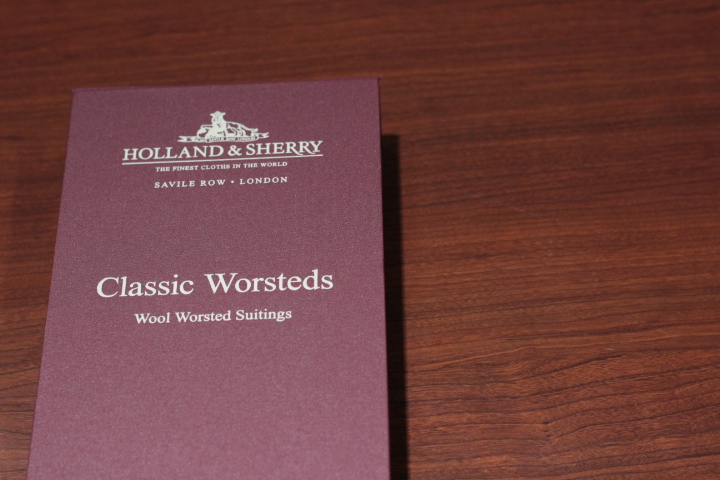 HOLLAND & SHERRY
THE FINEST CLOTHS IN THE WORLD
SAVILE ROW • LONDON
Classic Worsteds
Wool Worsted Suitings